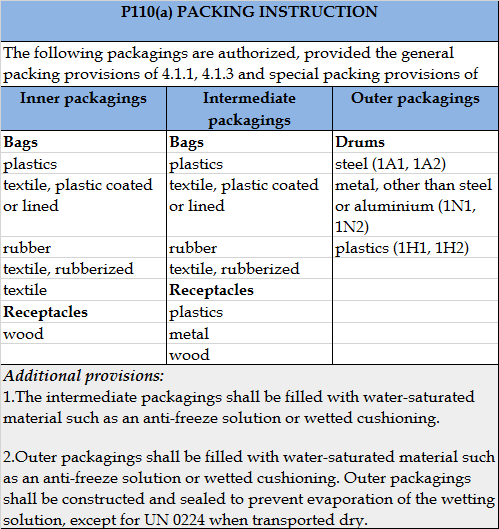 P110(a) PACKING INSTRUCTION
The following packagings are authorized, provided the general
packing provisions of 4.1.1, 4.1.3 and special packing provisions of
Inner packagings
Intermediate
packagings
Outer packagings
Bags
plastics
textile, plastic coated
or lined
rubber
textile, rubberized
textile
Receptacles
wood
Bags
plastics
textile, plastic coated
or lined
rubber
textile, rubberized
Receptacles
plastics
metal
wood
Drums
steel (1A1, 1A2)
metal, other than steel
or aluminium (1N1,
1N2)
plastics (1H1, 1H2)
Additional provisions:
1.The intermediate packagings shall be filled with water-saturated
material such as an anti-freeze solution or wetted cushioning.
2.Outer packagings shall be filled with water-saturated material such
as an anti-freeze solution or wetted cushioning. Outer packagings
shall be constructed and sealed to prevent evaporation of the wetting
solution, except for UN 0224 when transported dry.